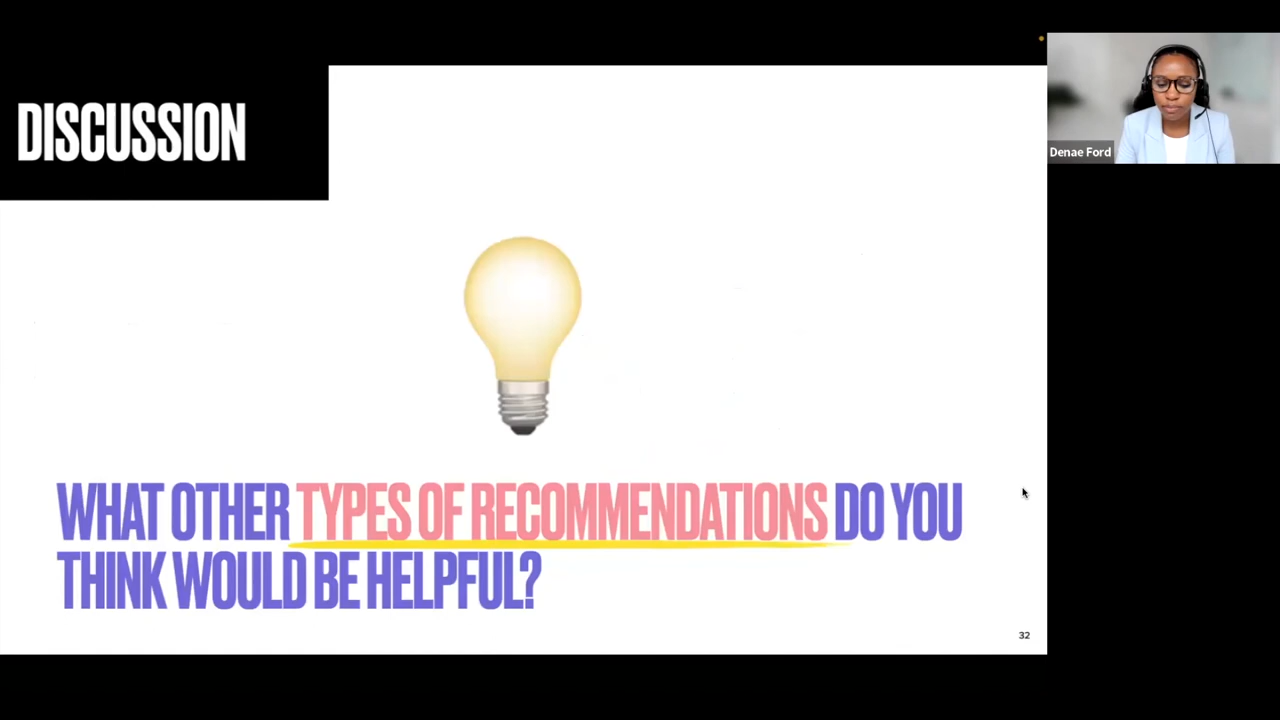 DISCUSSION
Denae Ford
WHAT OTHER TYPES OF RECOMMENDATIONS DO YOU
THINK WOULD BE HELPFUL?
32